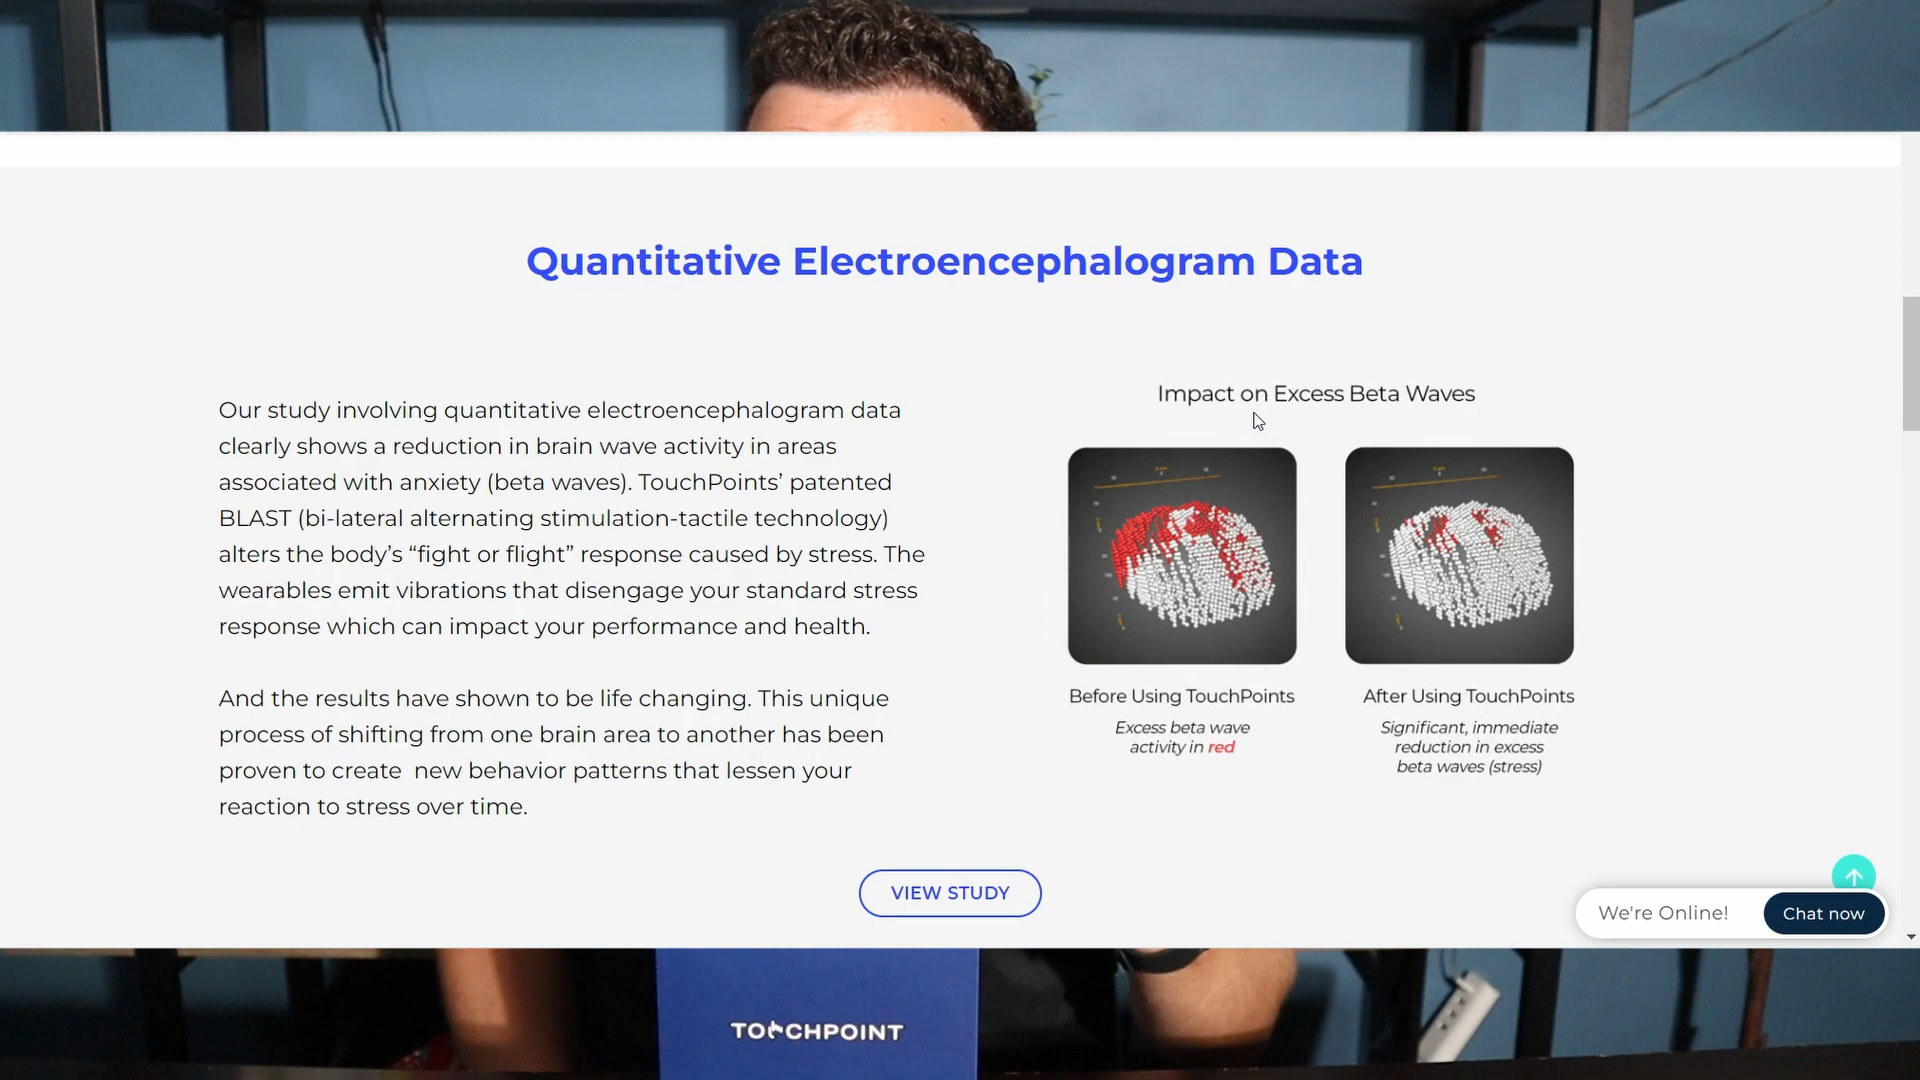 Quantitative Electroencephalogram Data
Our study involving quantitative electroencephalogram data
clearly shows a reduction in brain wave activity in areas
associated with anxiety (beta waves). TouchPoints’ patented
BLAST (bi-lateral alternating stimulation-tactile technology)
alters the body’s “fight or flight” response caused by stress. The
wearables emit vibrations that disengage your standard stress
response which can impact your performance and health.
And the results have shown to be life changing. This unique
process of shifting from one brain area to another has been
proven to create  new behavior patterns that lessen your
reaction to stress over time.
Impact on Excess Beta Waves
Before Using TouchPoints
Excess beta wave
activity in red
After Using TouchPoints
Significant, immediate
reduction in excess
beta waves (stress)
VIEW STUDY
We're Online!
Chat now
TOUCHPOINT